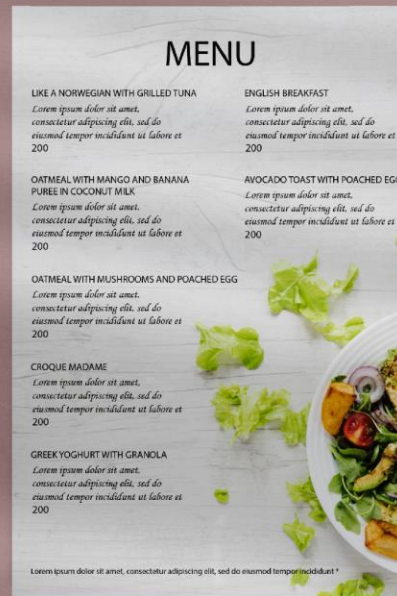 MENU
LIKE A NORWEGIAN WITH GRILLED TUNA
Lorem ipsum dolor sit amet,
consectetur adipiscing elit, sed do
eiusmod tempor incididunt ut labore et
200
OATMEAL WITH MANGO AND BANANA
PUREE IN COCONUT MILK
Lorem ipsum dolor sit amet,
consectetur adipiscing elit, sed do
eiusmod tempor incididunt ut labore et
200
OATMEAL WITH MUSHROOMS AND POACHED EGG
Lorem ipsum dolor sit amet,
consectetur adipiscing elit, sed do
eiusmod tempor incididunt ut labore et
200
CROQUE MADAME
Lorem ipsum dolor sit amet,
consectetur adipiscing elit, sed do
eiusmod tempor incididunt ut labore et
200
GREEK YOGHURT WITH GRANOLA
Lorem ipsum dolor sit amet,
consectetur adipiscing elit, sed do
eiusmod tempor incididunt ut labore et
200
ENGLISH BREAKFAST
Lorem ipsum dolor sit amet,
consectetur adipiscing elit, sed do
eiusmod tempor incididunt ut labore et
200
AVOCADO TOAST WITH POACHED EGG
Lorem ipsum dolor sit amet,
consectetur adipiscing elit, sed do
eiusmod tempor incididunt ut labore et
200
Lorem ipsum dolor sit amet, consectetur adipiscing elit, sed do eiusmod tempor incididunt *